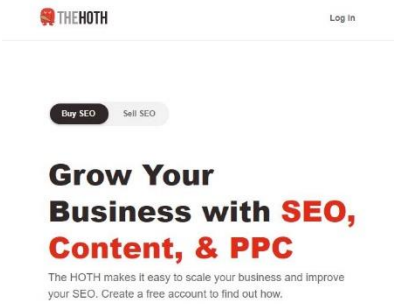 THEHOTH
Log in
Buy SEO
Sell SEO
Grow Your
Business with SEO,
Content, & PPC
The HOTH makes it easy to scale your business and improve
your SEO. Create a free account to find out how.